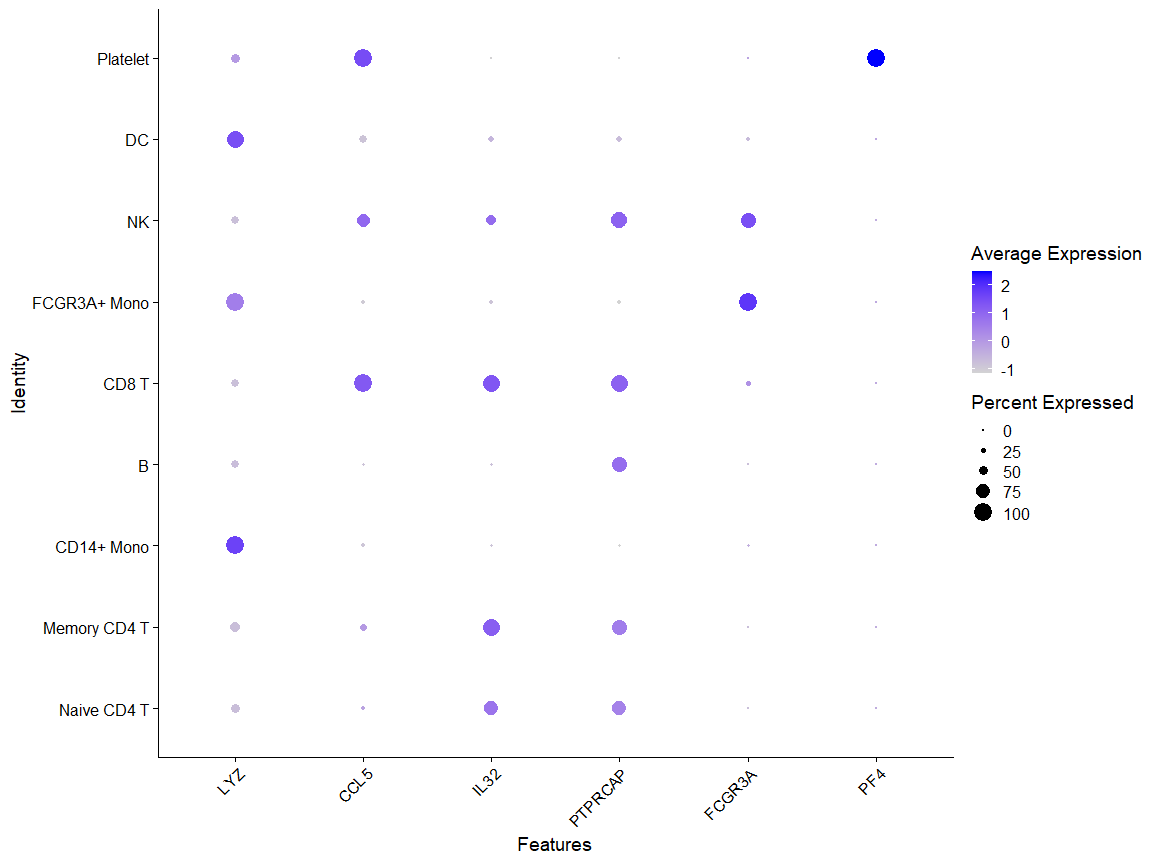 Platelet
DC
NK
FCGR3A+ Mono
CD8 T
B
CD14+ Mono
Memory CD4 T
Naive CD4 T
Identity
LYZ
CCL5
IL32
PTPRCAP
FCGR3A
PF4
Features
Average Expression
2
1
0
-1
Percent Expressed
0
25
50
75
100